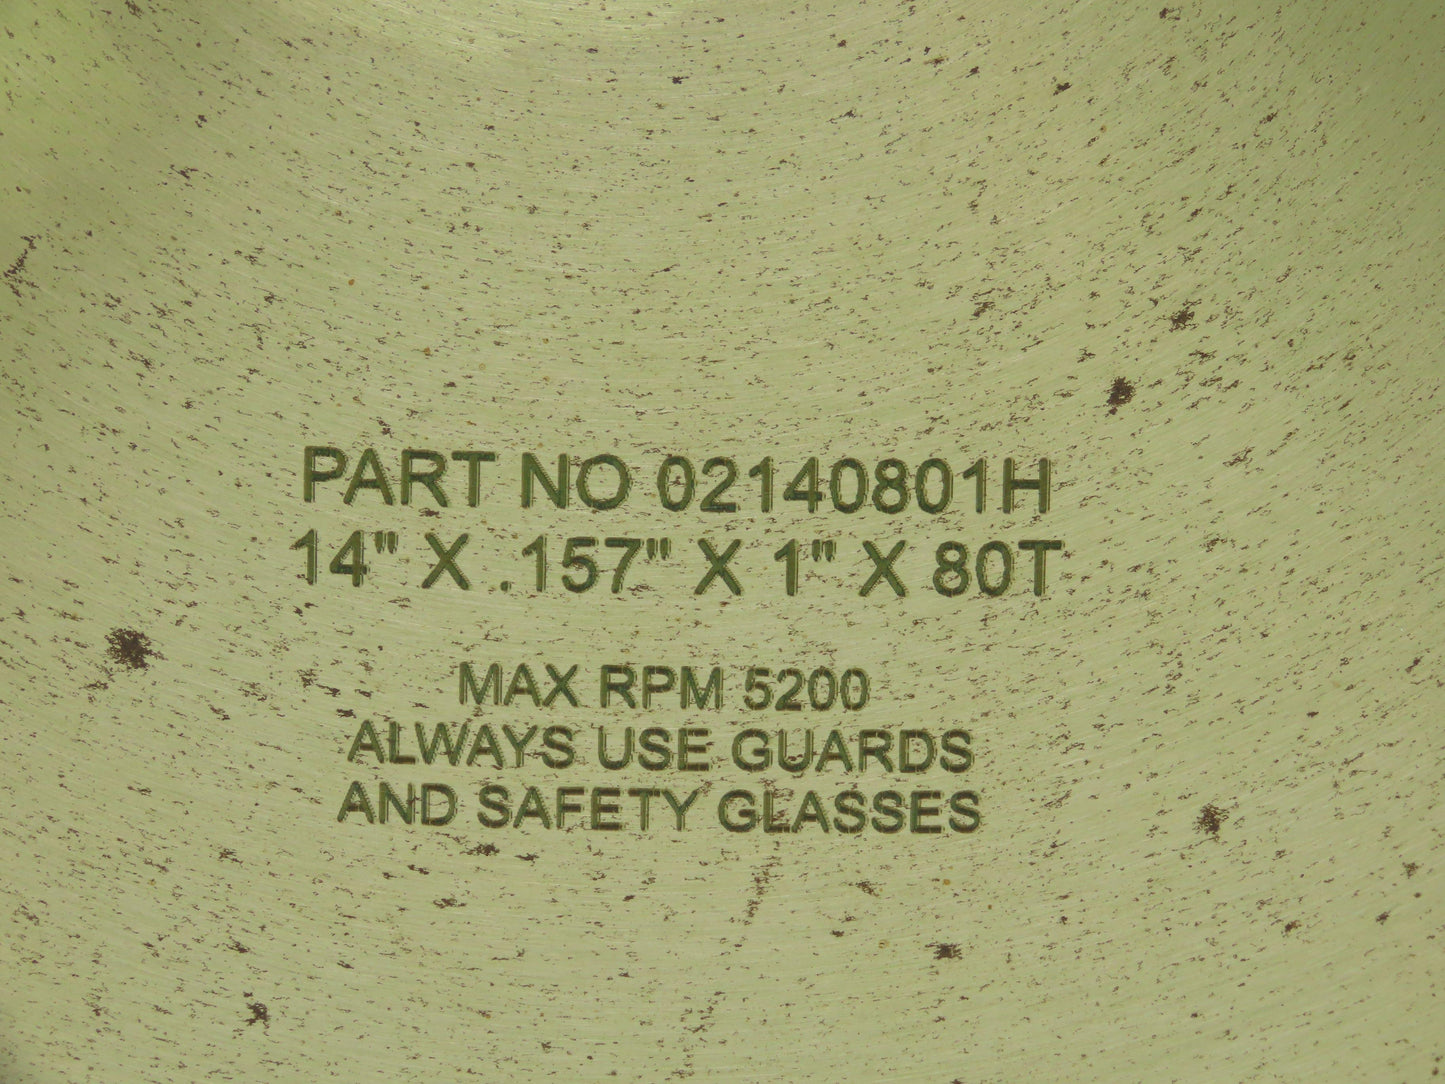 PART NO 02140801H
14" X .157" X 1" X 80T
MAX RPM 5200
ALWAYS USE GUARDS
AND SAFETY GLASSES